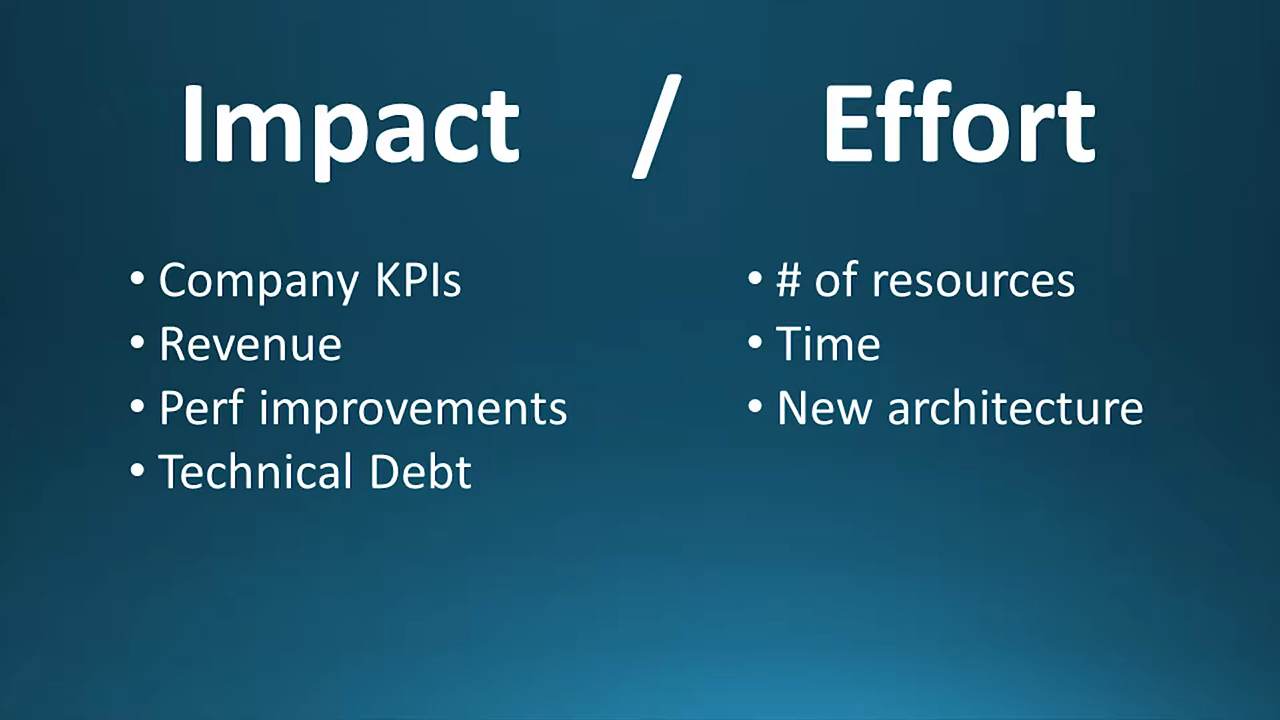 Impact / Effort
• Company KPIs
• Revenue
• Perf improvements
• Technical Debt
• # of resources
• Time
• New architecture